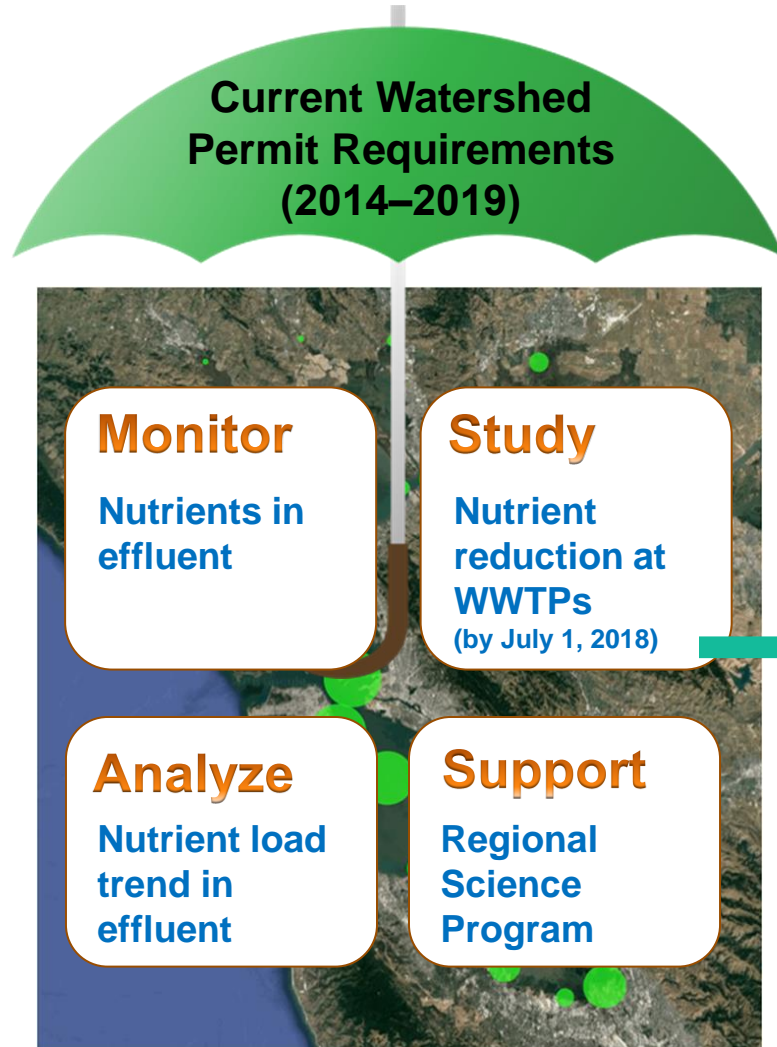 Current Watershed
Permit Requirements
(2014–2019)
Monitor
Nutrients in
effluent
Study
Nutrient
reduction at
WWTPs
(by July 1, 2018)
Analyze
Nutrient load
trend in
effluent
Support
Regional
Science
Program